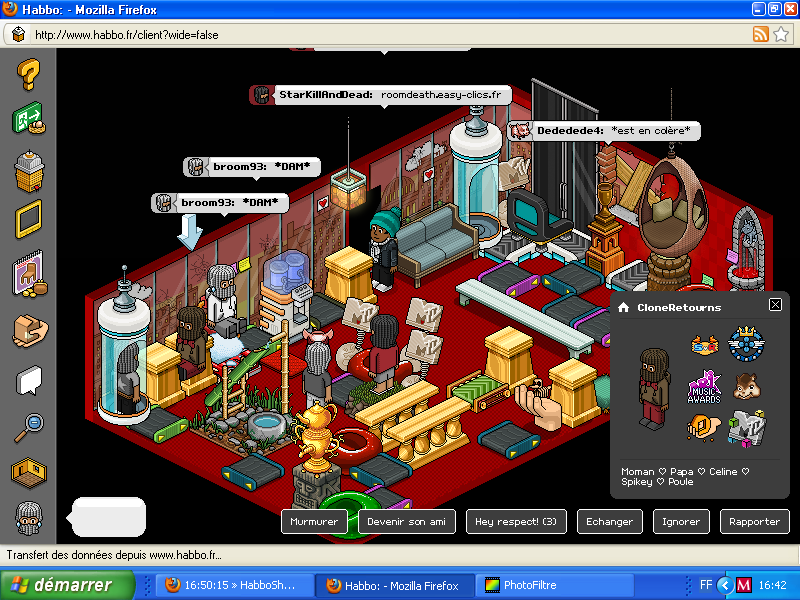 Habbo: - Mozilla Firefox
http://www.habbo.fr/client?wide=false
StarKillAndDead: roomdeath.easy-clics.fr
Dededede4: *est en colère*
broom93: *DAM*
broom93: *DAM*
CloneRetourns
MUSIC
AWARDS
Moman ♡ Papa ♡ Celine ♡
Spikey ♡ Poule
Murmurer
Devenir son ami
Hey respect! (3)
Echanger
Ignorer
Rapporter
Transfert des données depuis www.habbo.fr...
démarrer
16:50:15 » HabboSh...
Habbo: - Mozilla Firefox
PhotoFiltre
FF
M
16:42